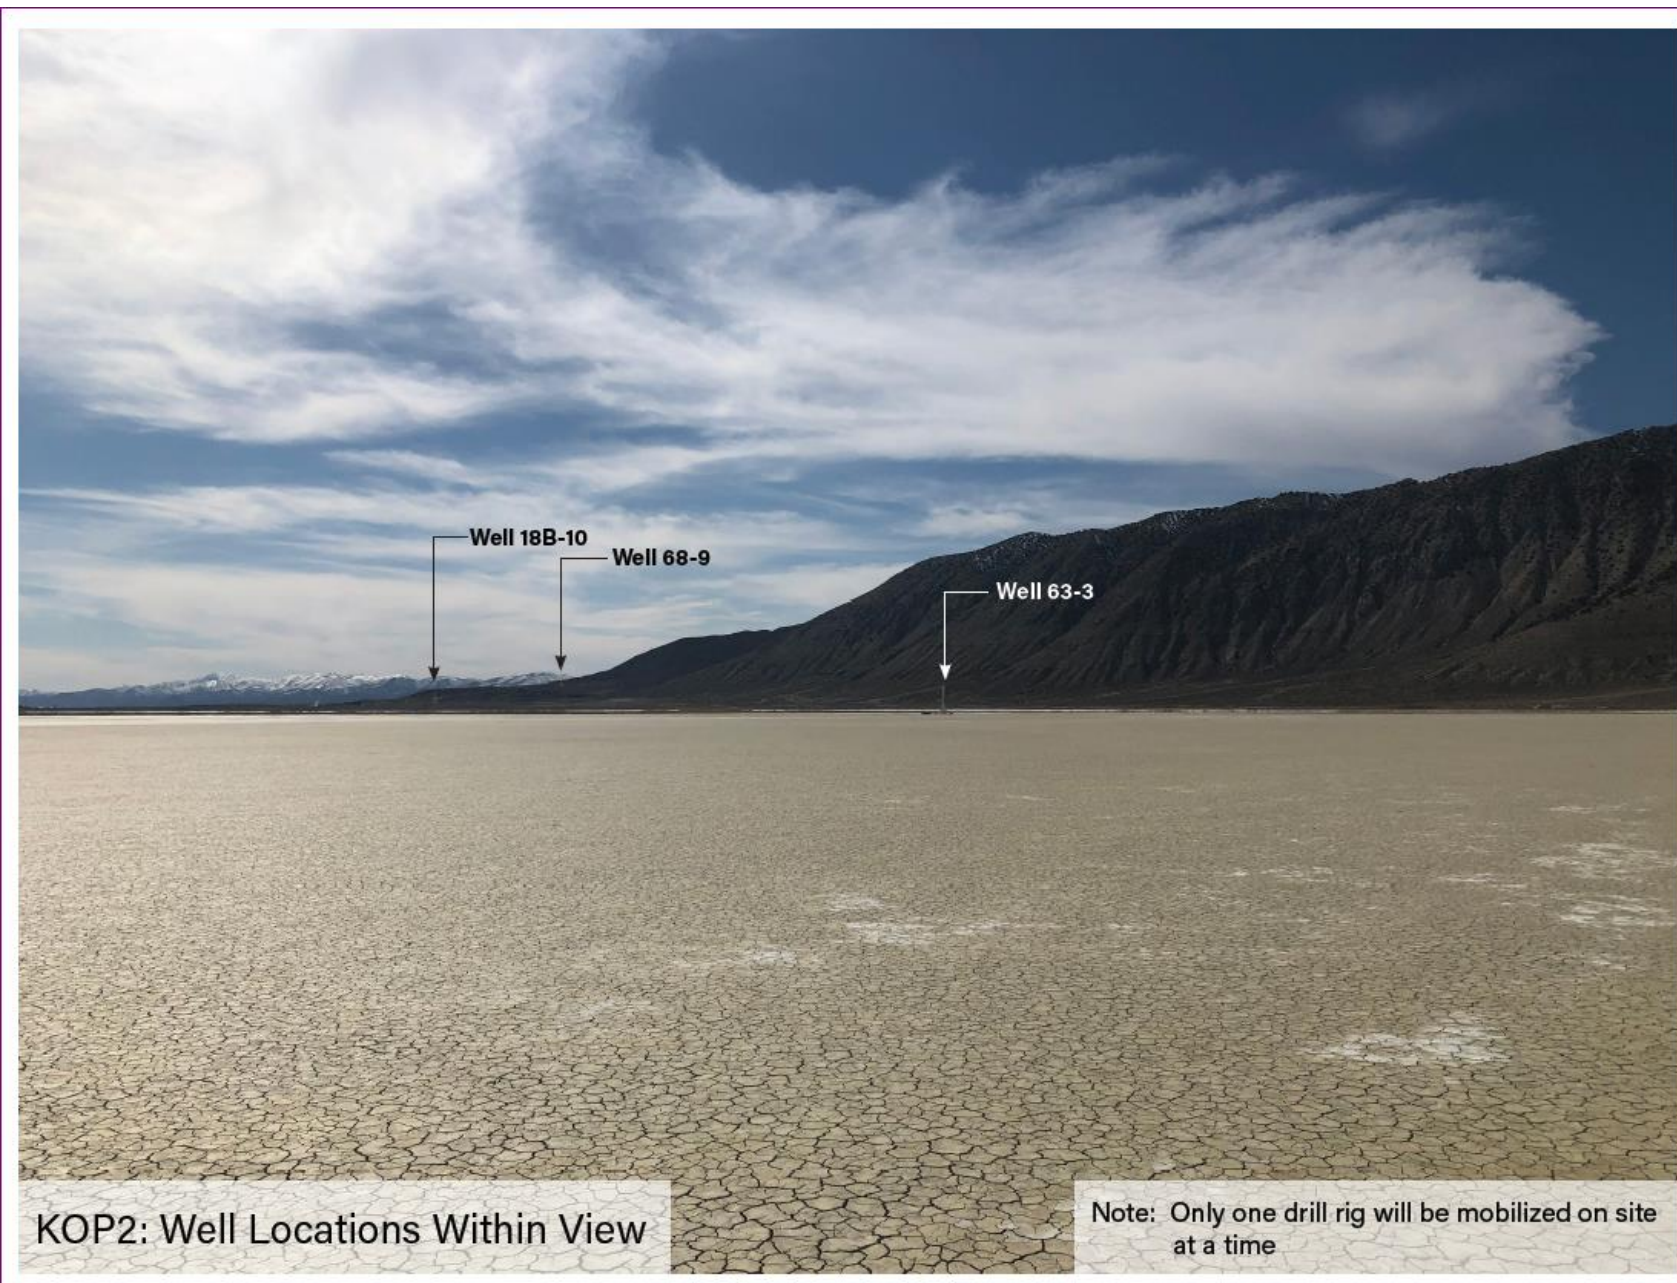 Well 18B-10
Well 68-9
Well 63-3
KOP2: Well Locations Within View
Note: Only one drill rig will be mobilized on site
at a time